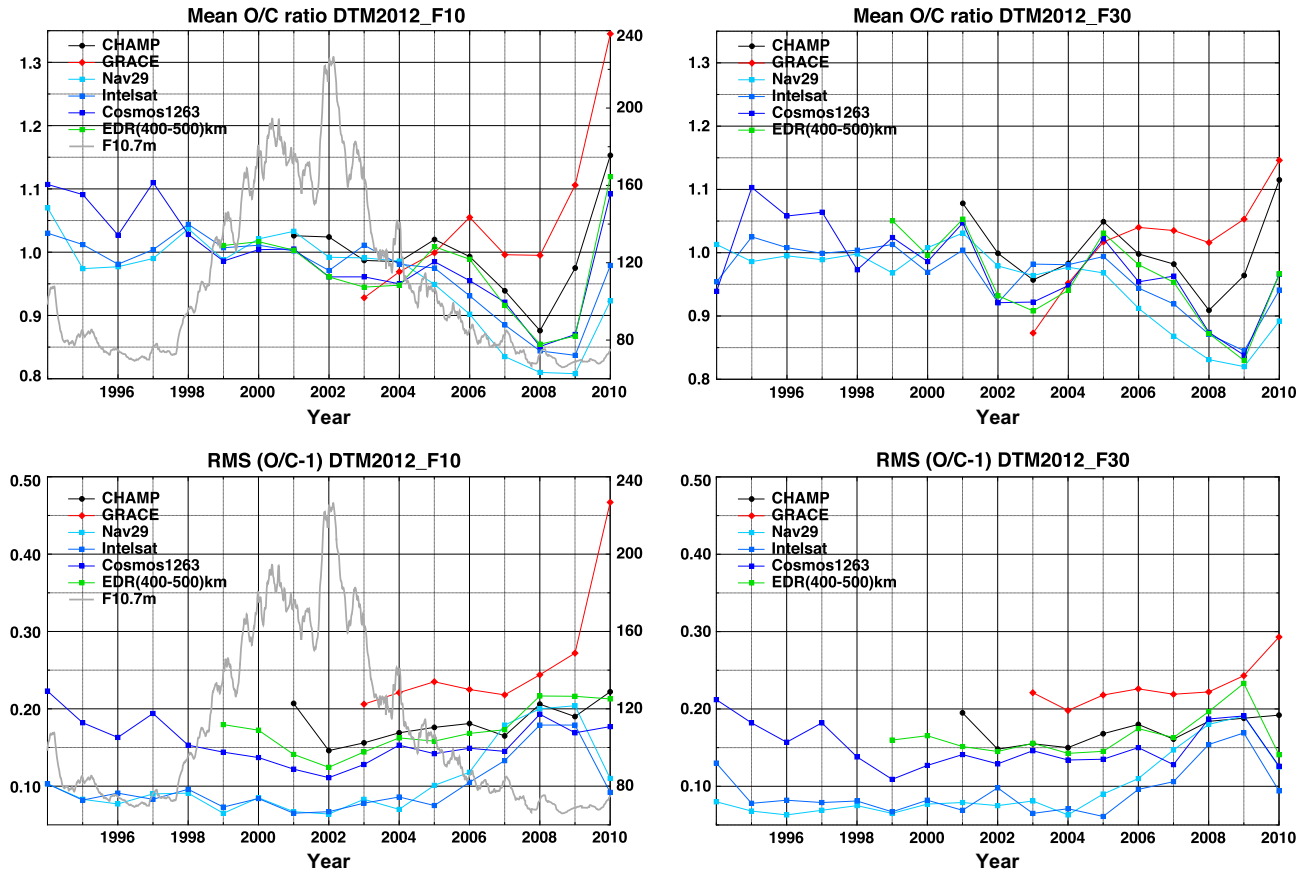 Mean O/C ratio DTM2012_F10
CHAMP
GRACE
Nav29
Intelsat
Cosmos1263
EDR(400-500)km
F10.7m
1.3
1.2
1.1
1.0
0.9
0.8
240
200
160
120
80
1996 1998 2000 2002 2004 2006 2008 2010
Year
Mean O/C ratio DTM2012_F30
CHAMP
GRACE
Nav29
Intelsat
Cosmos1263
EDR(400-500)km
1.3
1.2
1.1
1.0
0.9
0.8
1996 1998 2000 2002 2004 2006 2008 2010
Year
RMS (O/C-1) DTM2012_F10
CHAMP
GRACE
Nav29
Intelsat
Cosmos1263
EDR(400-500)km
F10.7m
0.50
0.40
0.30
0.20
0.10
240
200
160
120
80
1996 1998 2000 2002 2004 2006 2008 2010
Year
RMS (O/C-1) DTM2012_F30
CHAMP
GRACE
Nav29
Intelsat
Cosmos1263
EDR(400-500)km
0.50
0.40
0.30
0.20
0.10
1996 1998 2000 2002 2004 2006 2008 2010
Year